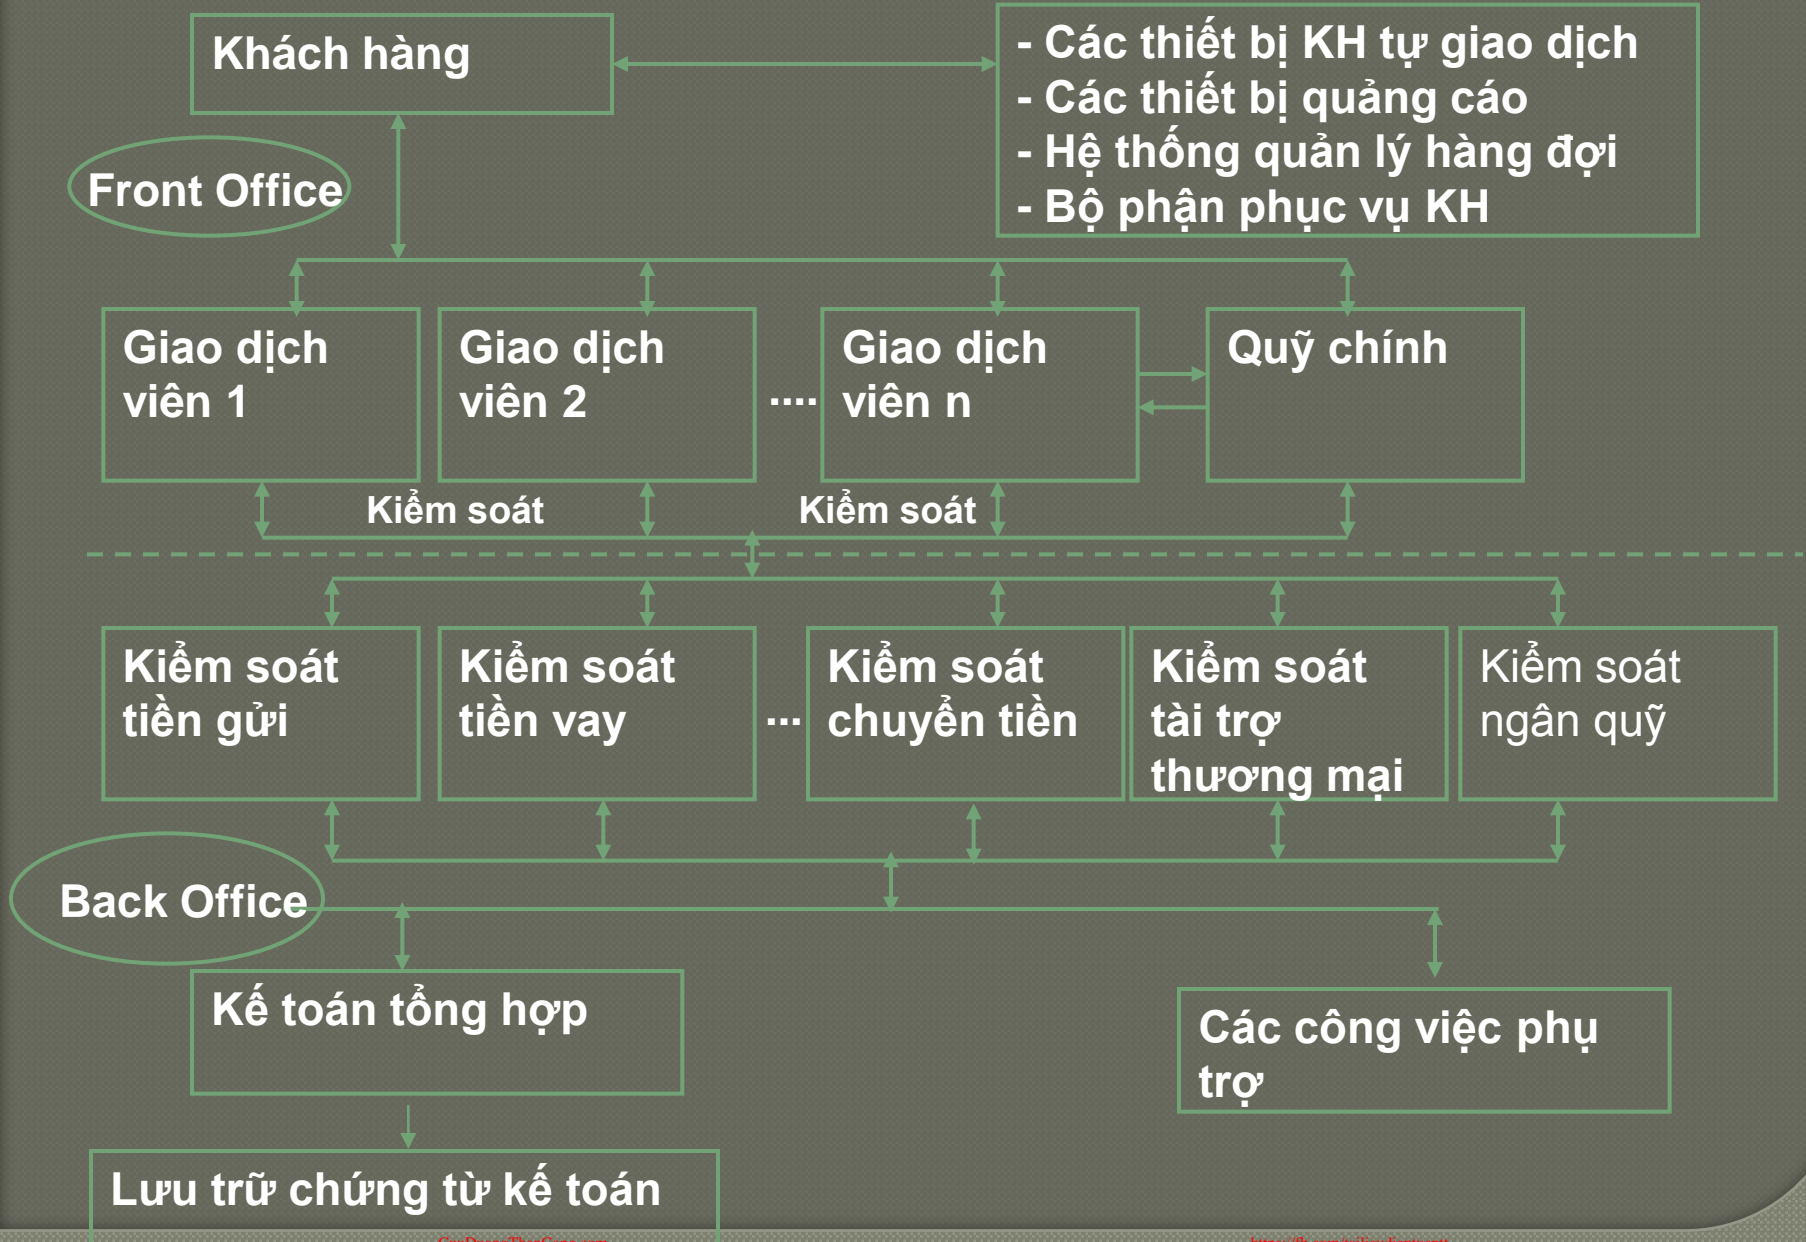 Khách hàng
- Các thiết bị KH tự giao dịch
- Các thiết bị quảng cáo
- Hệ thống quản lý hàng đợi
- Bộ phận phục vụ KH
Front Office
Giao dịch
viên 1
Giao dịch
viên 2
....
Giao dịch
viên n
Quỹ chính
Kiểm soát
Kiểm soát
Kiểm soát
tiền gửi
Kiểm soát
tiền vay
...
Kiểm soát
chuyển tiền
Kiểm soát
tài trợ
thương mại
Kiểm soát
ngân quỹ
Back Office
Kế toán tổng hợp
Các công việc phụ
trợ
Lưu trữ chứng từ kế toán